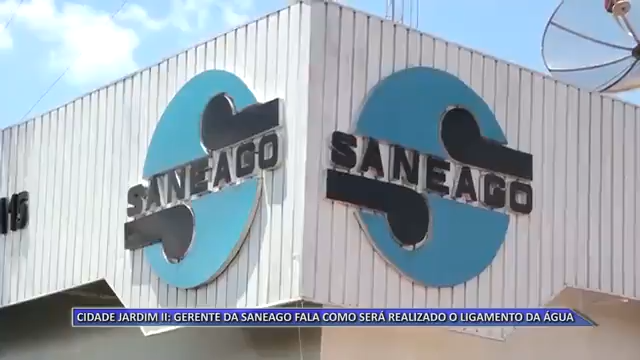 SANEAGO
SANEAGO
CIDADE JARDIM II: GERENTE DA SANEAGO FALA COMO SERÁ REALIZADO O LIGAMENTO DA ÁGUA